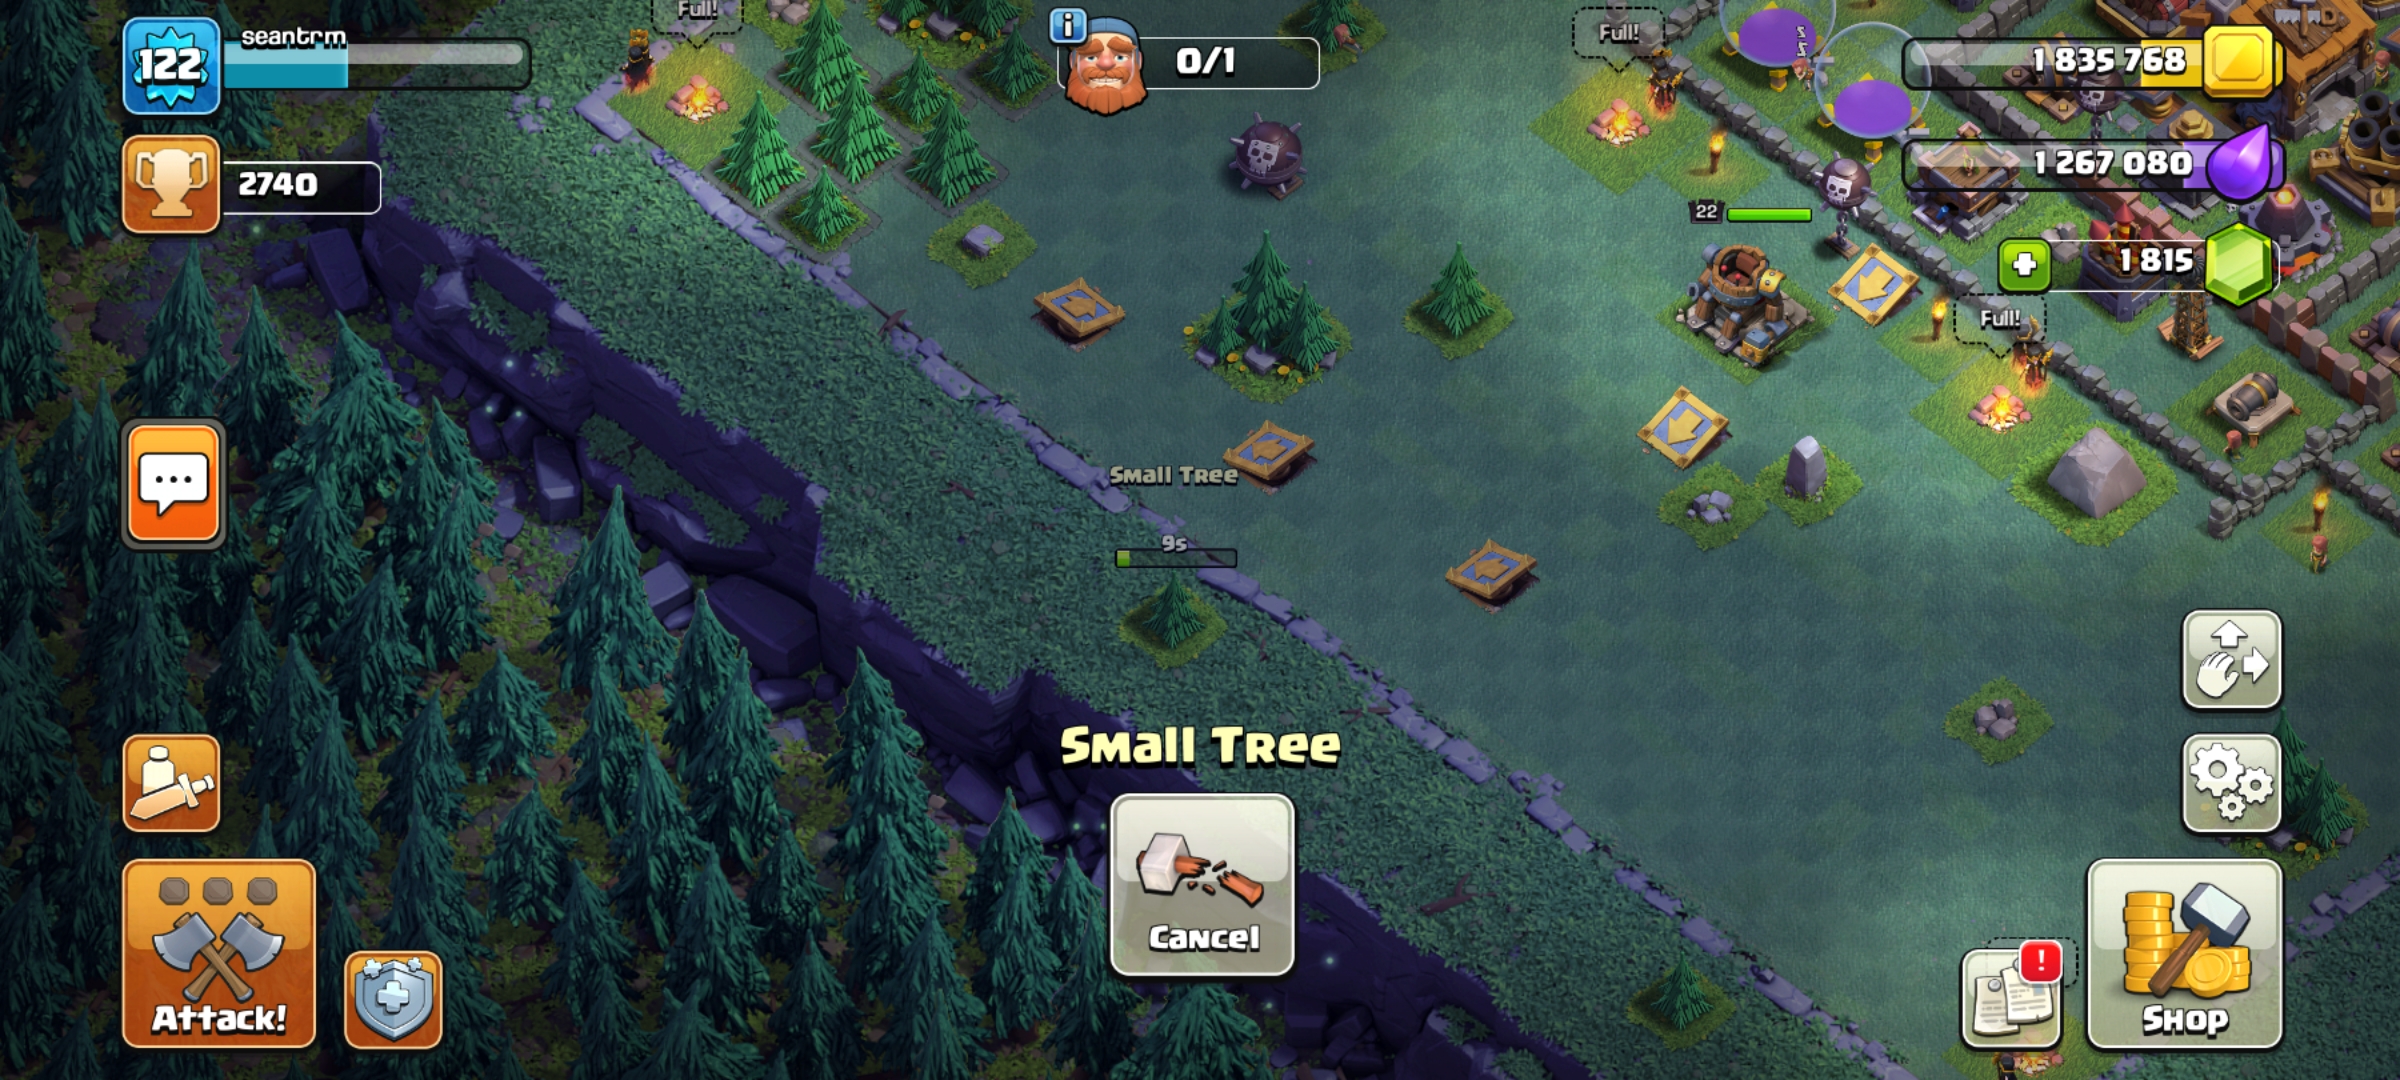 Full!
seantrm
122
0/1
Full!
1 835 768
2740
1 267 080
22
1 815
Full!
Small Tree
9s
Small Tree
Cancel
Attack!
!
Shop